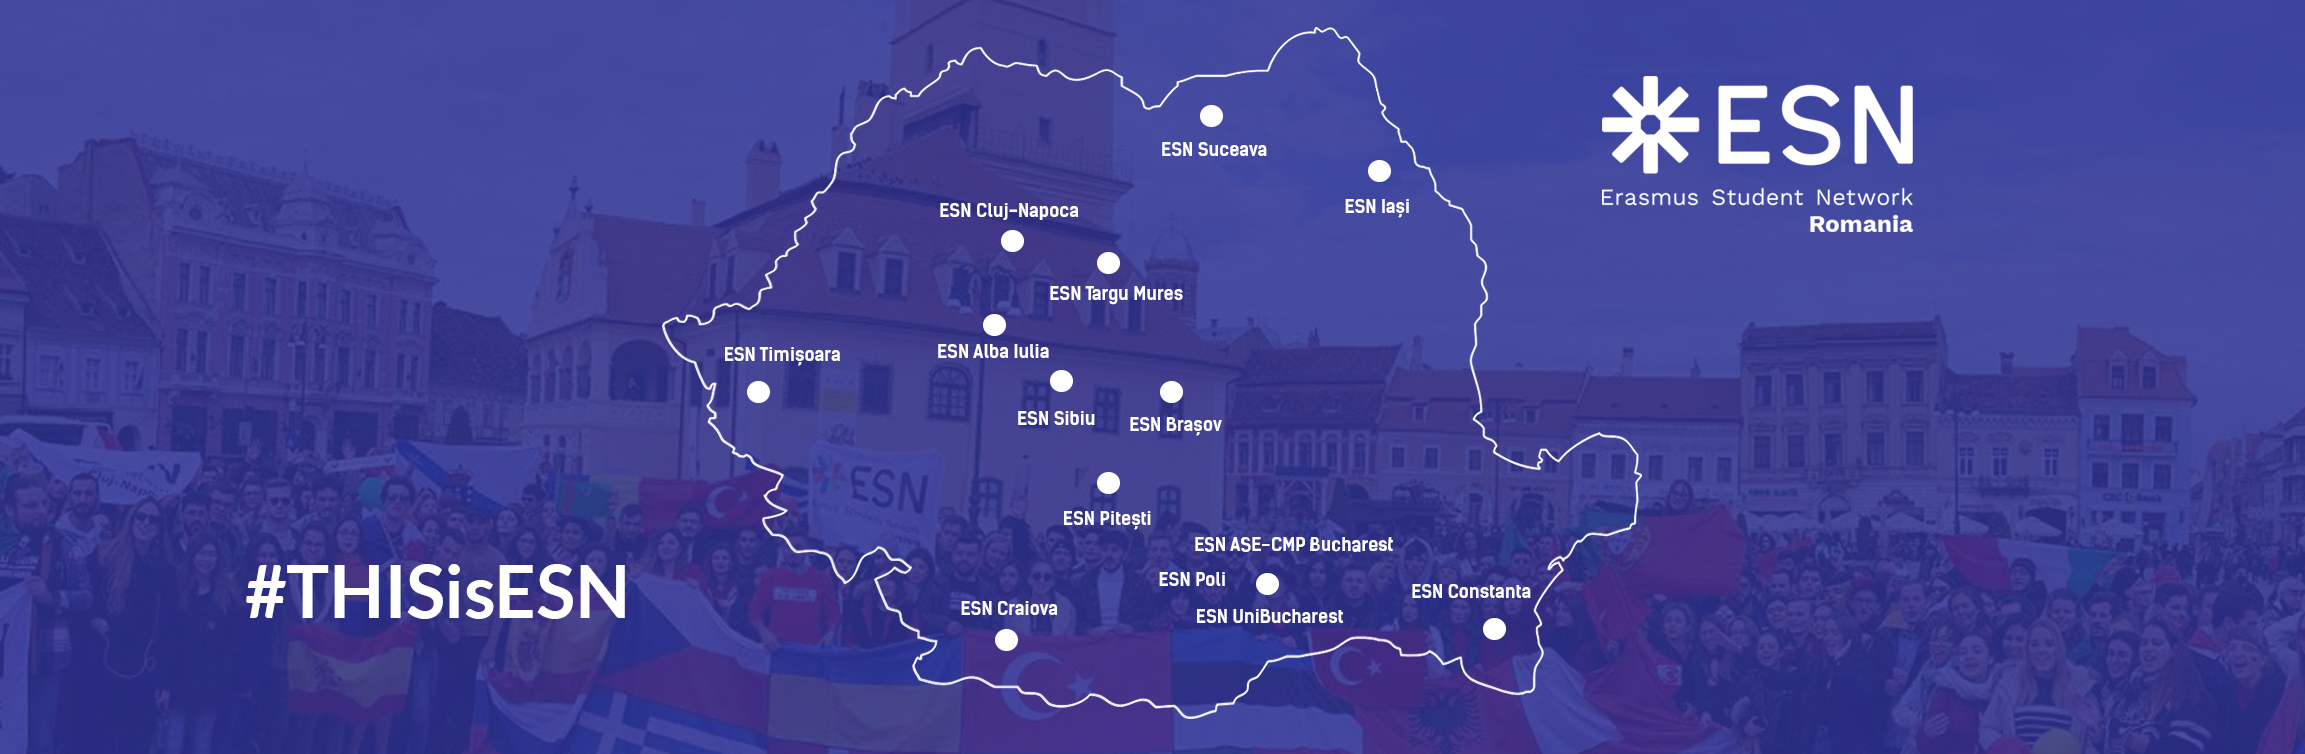 ESN
Erasmus Student Network
Romania
ESN Suceava
ESN Iași
ESN Cluj-Napoca
ESN Targu Mures
ESN Timișoara
ESN Alba Iulia
ESN Sibiu
ESN Brașov
ESN
ESN Pitești
ESN ASE-CMP Bucharest
ESN Poli
ESN UniBucharest
ESN Constanta
ESN Craiova
#THISisESN